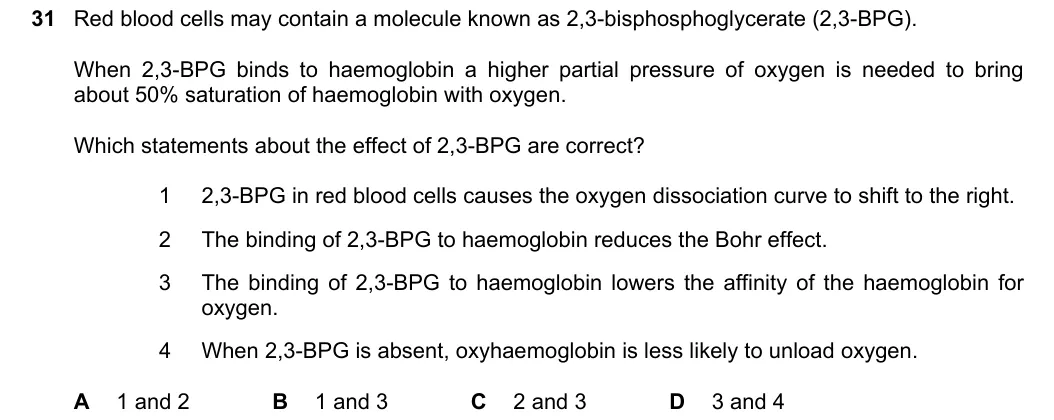 31 Red blood cells may contain a molecule known as 2,3-bisphosphoglycerate (2,3-BPG).
When 2,3-BPG binds to haemoglobin a higher partial pressure of oxygen is needed to bring
about 50% saturation of haemoglobin with oxygen.
Which statements about the effect of 2,3-BPG are correct?
1 2,3-BPG in red blood cells causes the oxygen dissociation curve to shift to the right.
2 The binding of 2,3-BPG to haemoglobin reduces the Bohr effect.
3 The binding of 2,3-BPG to haemoglobin lowers the affinity of the haemoglobin for
oxygen.
4 When 2,3-BPG is absent, oxyhaemoglobin is less likely to unload oxygen.
A 1 and 2 B 1 and 3 C 2 and 3 D 3 and 4